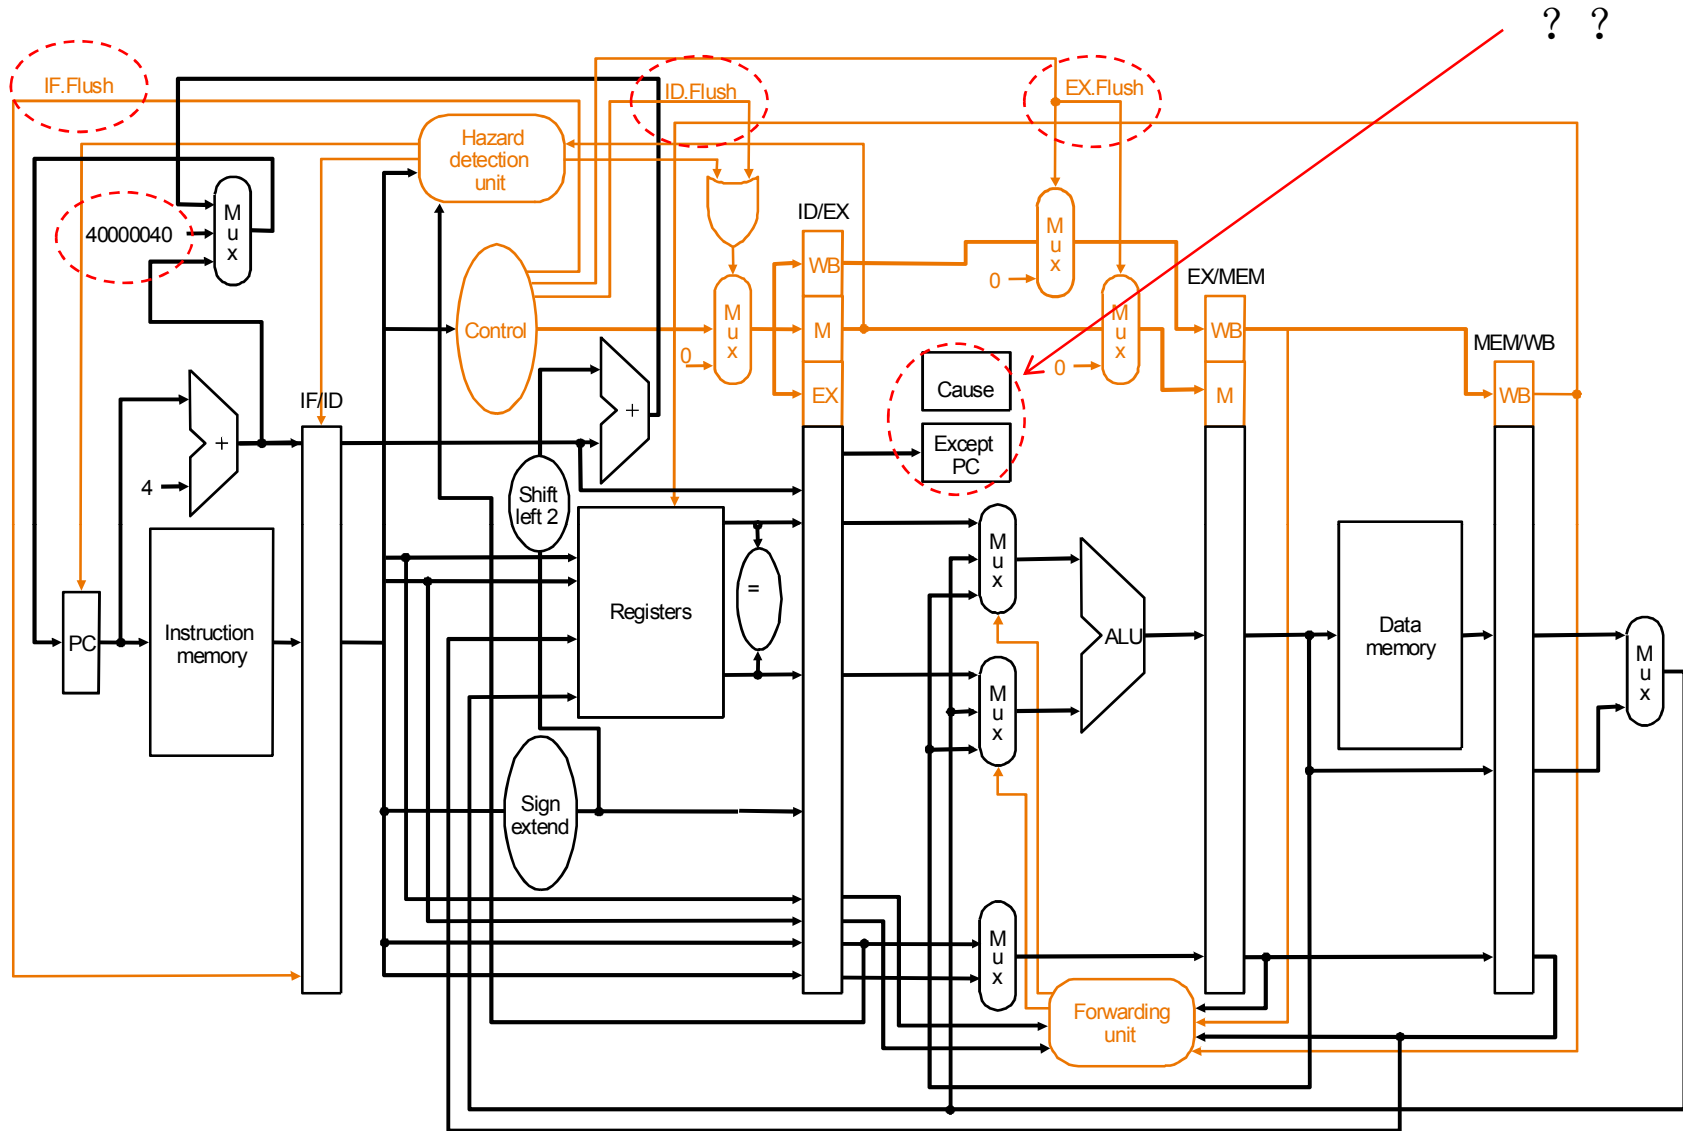 ? ?
IF.Flush
ID.Flush
EX.Flush
Hazard
detection
unit
M
u
x
40000040
ID/EX
M
u
x
WB
0
EX/MEM
Control
M
u
x
0
M
M
u
x
0
WB
MEM/WB
Cause
EX
M
WB
IF/ID
+
+
Except
PC
4
Shift
left 2
M
u
x
=
Registers
PC
Instruction
memory
ALU
Data
memory
M
u
x
M
u
x
Sign
extend
M
u
x
Forwarding
unit